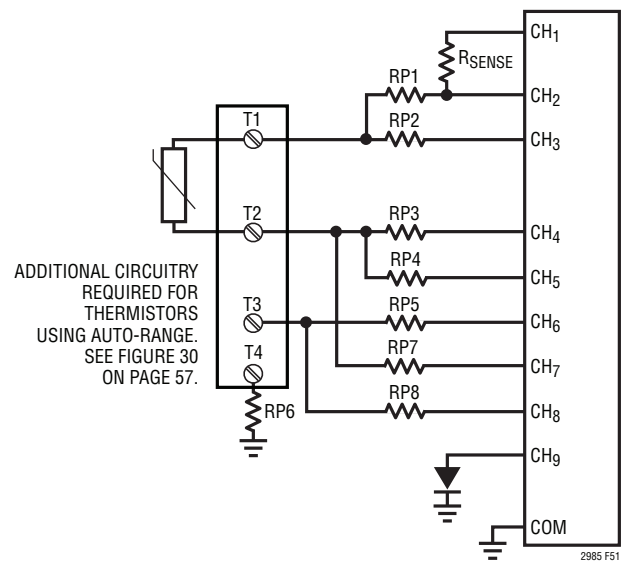 CH1
RSENSE
RP1
CH2
T1
RP2
CH3
T2
RP3
CH4
RP4
CH5
ADDITIONAL CIRCUITRY
REQUIRED FOR
THERMISTORS
USING AUTO-RANGE.
SEE FIGURE 30
ON PAGE 57.
T3
RP5
CH6
T4
RP7
CH7
RP6
RP8
CH8
CH9
COM
2985 F51